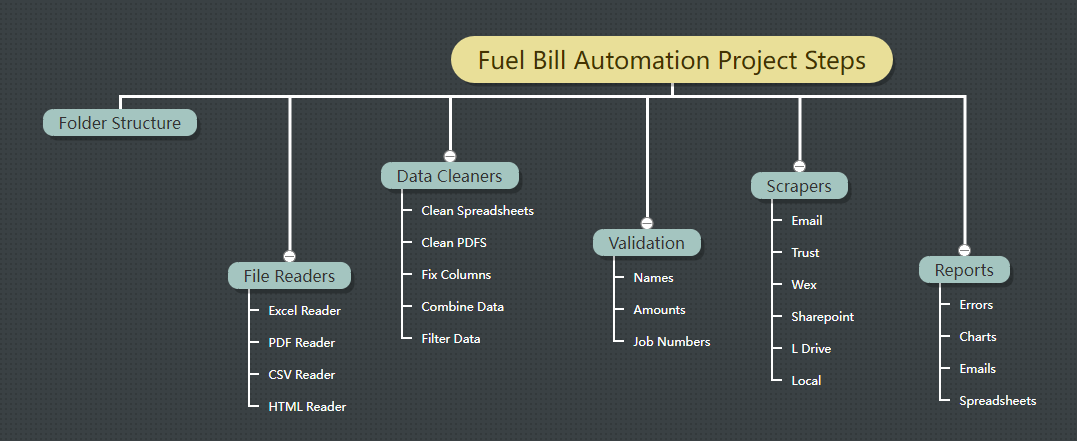 Fuel Bill Automation Project Steps
Folder Structure
File Readers
Excel Reader
PDF Reader
CSV Reader
HTML Reader
Data Cleaners
Clean Spreadsheets
Clean PDFS
Fix Columns
Combine Data
Filter Data
Validation
Names
Amounts
Job Numbers
Scrapers
Email
Trust
Wex
Sharepoint
L Drive
Local
Reports
Errors
Charts
Emails
Spreadsheets